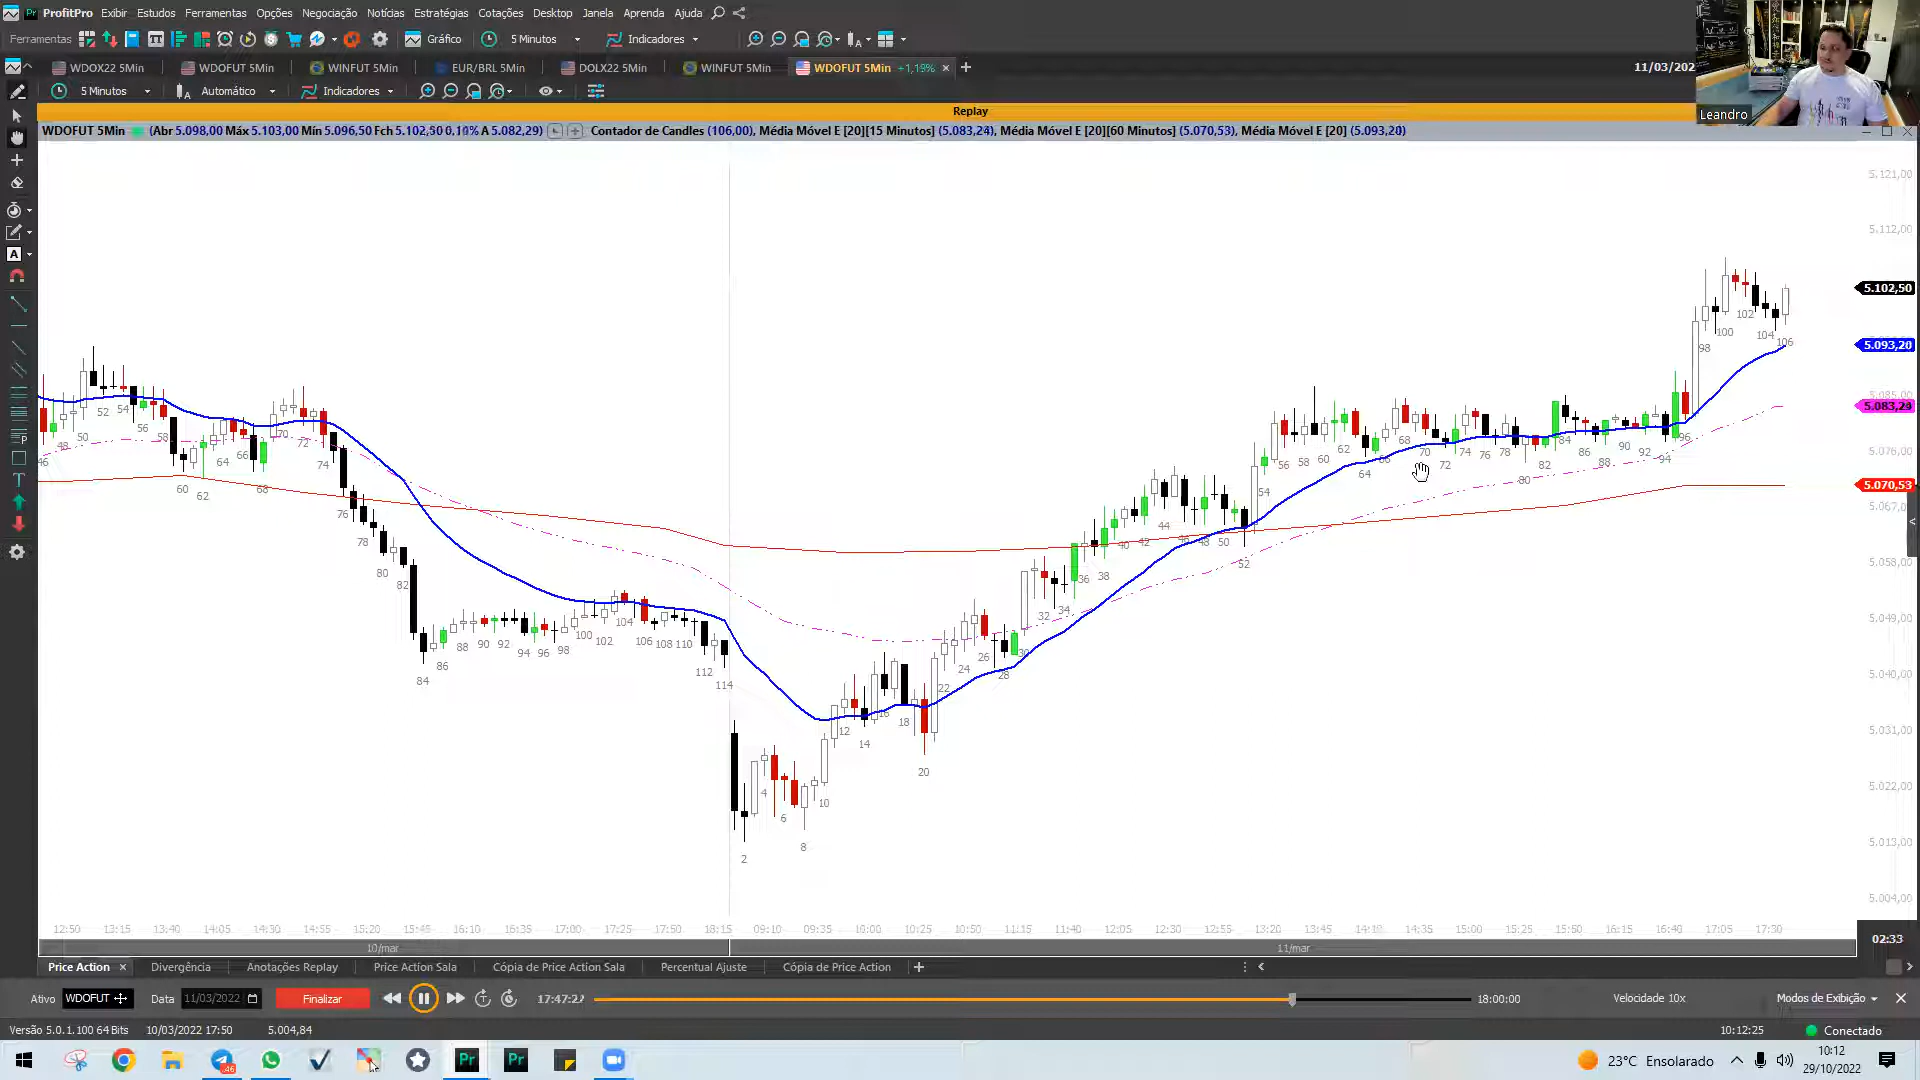 ProfitPro Exibir Estudos Ferramentas Opções Negociação Notícias Estratégias Cotações Desktop Janela Aprenda Ajuda
Ferramentas Gráfico 5 Minutos Indicadores
WDOX22 5Min WDOFUT 5Min WINFUT 5Min EUR/BRL 5Min DOLX22 5Min WINFUT 5Min WDOFUT 5Min +1,19% 11/03/202
5 Minutos Automático Indicadores
Replay
Leandro
WDOFUT 5Min (Abr 5.098,00 Máx 5.103,00 Mín 5.096,50 Fch 5.102,50 0,10% A 5.082,29) Contador de Candles (106,00), Média Móvel E [20][15 Minutos] (5.083,24), Média Móvel E [20][60 Minutos] (5.070,53), Média Móvel E [20] (5.093,20)
5.121,00
5.112,00
5.102,50
5.093,20
5.085,00
5.083,24
5.076,00
5.070,53
5.067,0
5.058,00
5.049,00
5.040,00
5.031,00
5.022,00
5.013,00
5.004,00
12:50 13:15 13:40 14:05 14:30 14:55 15:20 15:45 16:10 16:35 17:00 17:25 17:50 18:15 09:10 09:35 10:00 10:25 10:50 11:15 11:40 12:05 12:30 12:55 13:20 13:45 14:10 14:35 15:00 15:25 15:50 16:15 16:40 17:05 17:30
02:33
10/mar 11/mar
Price Action Divergência Anotações Replay Price Action Sala Cópia de Price Action Sala Percentual Ajuste Cópia de Price Action
Ativo WDOFUT Data 11/03/2022 Finalizar 17:47:27 18:00:00 Velocidade 10x Modos de Exibição
Versão 5.0.1.100 64 Bits 10/03/2022 17:50 5.004,84 10:12:25 Conectado
23°C Ensolarado 10:12
29/10/2022